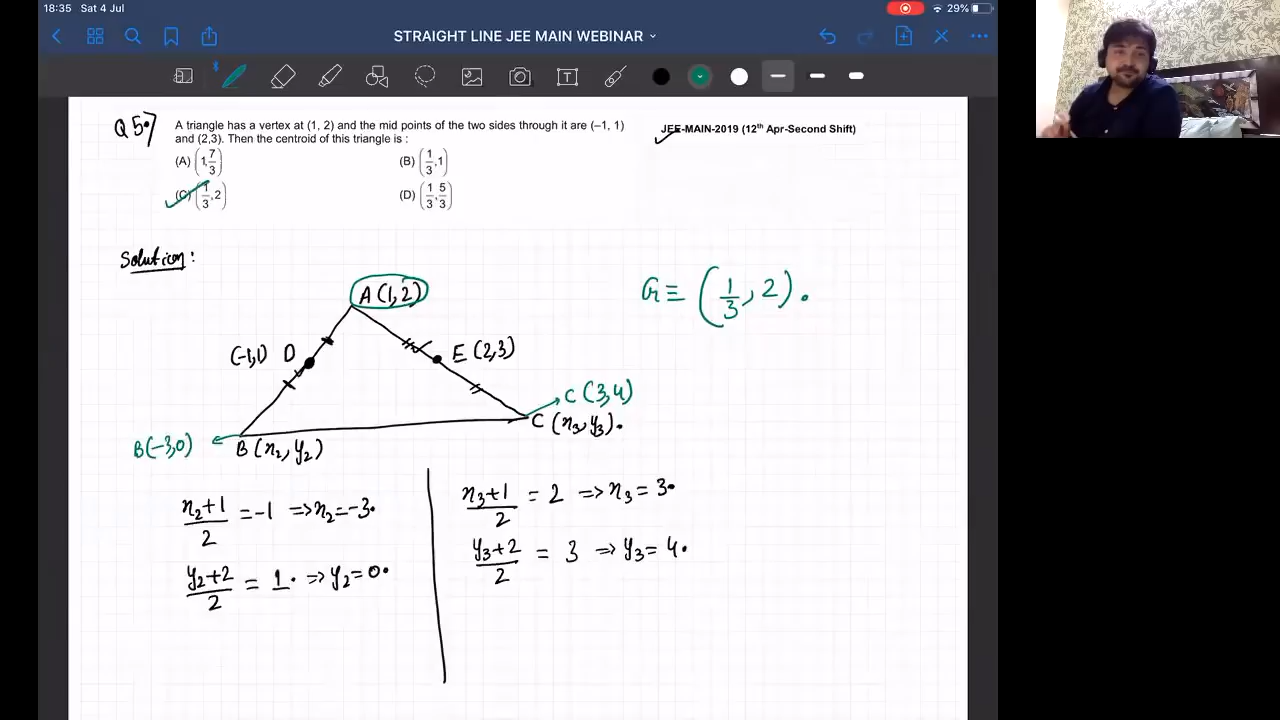 18:35 Sat 4 Jul
29%
STRAIGHT LINE JEE MAIN WEBINAR
Q 5.7
A triangle has a vertex at (1, 2) and the mid points of the two sides through it are (−1, 1)
and (2,3). Then the centroid of this triangle is :
JEE-MAIN-2019 (12th Apr-Second Shift)
(A) (1, 7/3)
(B) (1/3, 1)
(C) (1/3, 2)
(D) (1/3, 5/3)
Solution:
A (1, 2)
G ≡ (1/3, 2).
(-1,1) D
E (2,3)
C (3,4)
C (x3, y3).
B(-3,0)
B (x2, y2)
x2+1/2 = -1 ⇒ x2 = -3.
y2+2/2 = 1. ⇒ y2 = 0.
x3+1/2 = 2 ⇒ x3 = 3.
y3+2/2 = 3 ⇒ y3 = 4.